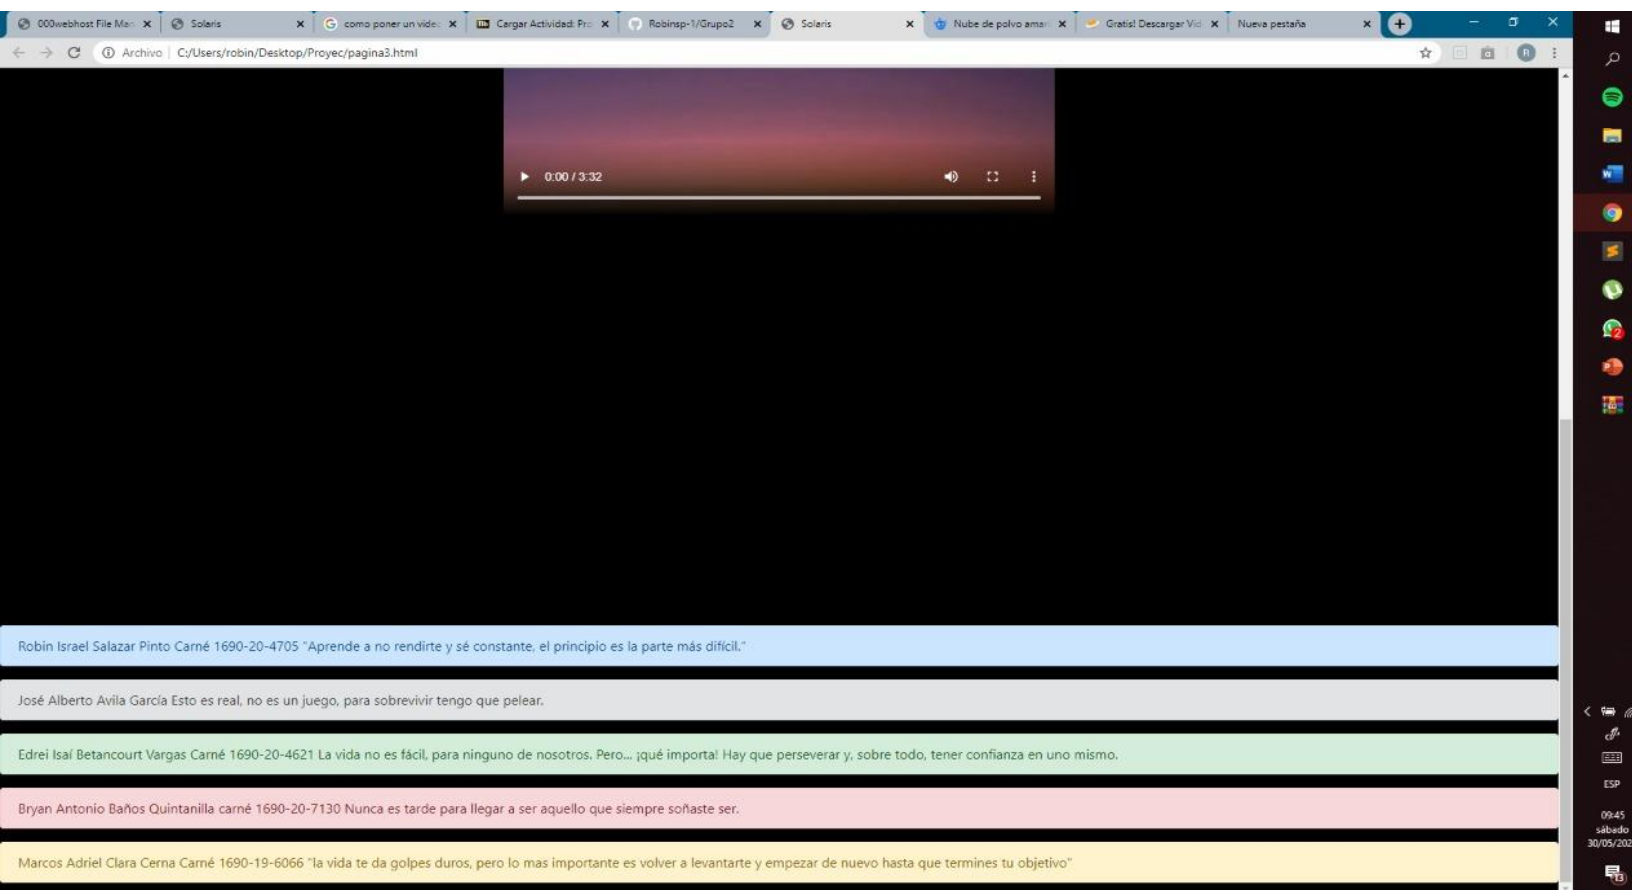 000webhost File Man
Solaris
como poner un video
Cargar Actividad: Pro
Robinsp-1/Grupo2
Solaris
Nube de polvo amar
Gratis! Descargar Vid
Nueva pestaña
Archivo C:/Users/robin/Desktop/Proyec/pagina3.html
R
0:00 / 3:32
Robin Israel Salazar Pinto Carné 1690-20-4705 "Aprende a no rendirte y sé constante, el principio es la parte más difícil."
José Alberto Avila García Esto es real, no es un juego, para sobrevivir tengo que pelear.
Edrei Isaí Betancourt Vargas Carné 1690-20-4621 La vida no es fácil, para ninguno de nosotros. Pero... ¡qué importa! Hay que perseverar y, sobre todo, tener confianza en uno mismo.
Bryan Antonio Baños Quintanilla carné 1690-20-7130 Nunca es tarde para llegar a ser aquello que siempre soñaste ser.
Marcos Adriel Clara Cerna Carné 1690-19-6066 "la vida te da golpes duros, pero lo mas importante es volver a levantarte y empezar de nuevo hasta que termines tu objetivo"
2
ESP
09:45
sábado
30/05/202
13